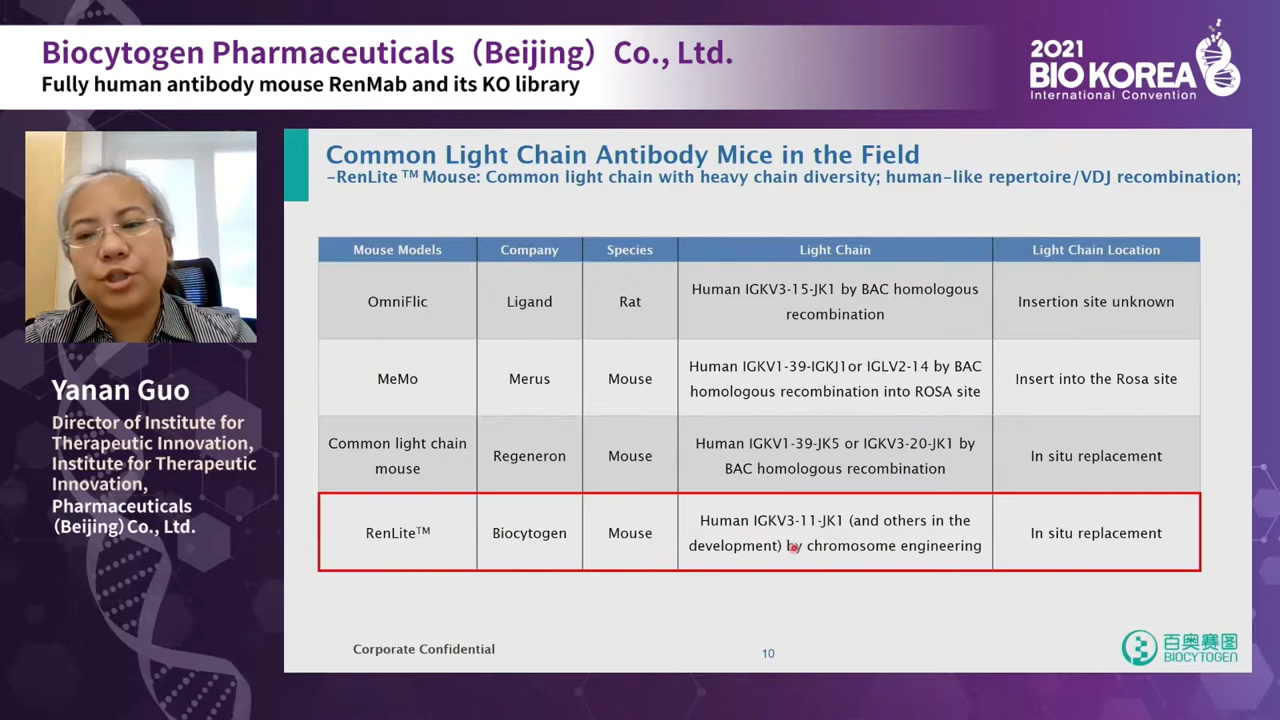 Biocytogen Pharmaceuticals（Beijing）Co., Ltd.
Fully human antibody mouse RenMab and its KO library
2021
BIO KOREA
International Convention
Common Light Chain Antibody Mice in the Field
-RenLite™ Mouse: Common light chain with heavy chain diversity; human-like repertoire/VDJ recombination;
Mouse Models Company Species Light Chain Light Chain Location
OmniFlic Ligand Rat Human IGKV3-15-JK1 by BAC homologous
recombination Insertion site unknown
MeMo Merus Mouse Human IGKV1-39-IGKJ1or IGLV2-14 by BAC
homologous recombination into ROSA site Insert into the Rosa site
Common light chain
mouse Regeneron Mouse Human IGKV1-39-JK5 or IGKV3-20-JK1 by
BAC homologous recombination In situ replacement
RenLite™ Biocytogen Mouse Human IGKV3-11-JK1 (and others in the
development) by chromosome engineering In situ replacement
Yanan Guo
Director of Institute for
Therapeutic Innovation,
Institute for Therapeutic
Innovation,
Pharmaceuticals
（Beijing）Co., Ltd.
Corporate Confidential
10
百奥赛图
BIOCYTOGEN